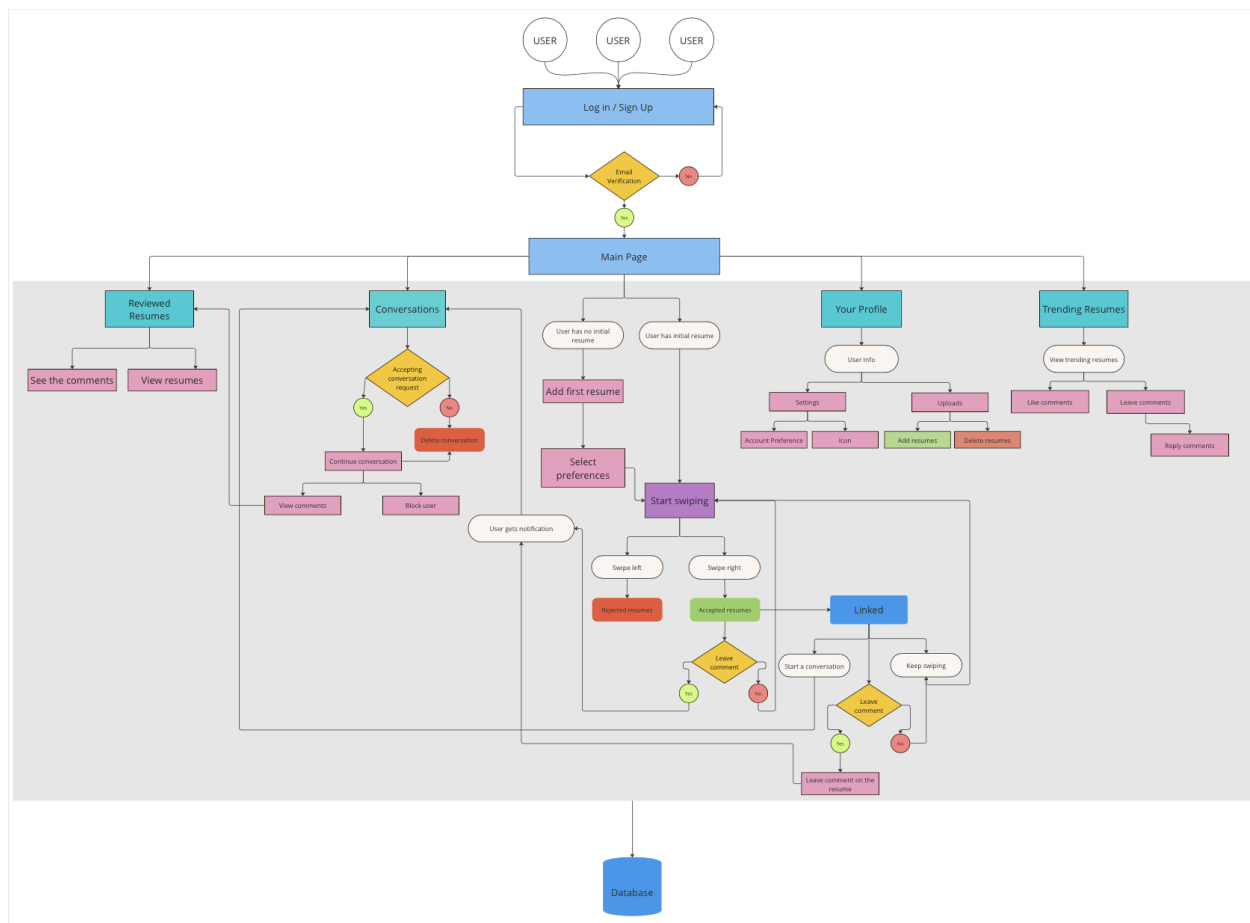 USER
USER
USER
Log in / Sign Up
Email
Verification
No
Yes
Main Page
Reviewed
Resumes
Conversations
Your Profile
Trending Resumes
User has no initial
resume
User has initial resume
User Info
View trending resumes
See the comments
View resumes
Accepting
conversation
request
Add first resume
Settings
Uploads
Like comments
Leave comments
Yes
No
Delete conversation
Account Preference
Icon
Add resumes
Delete resumes
Reply comments
Continue conversation
Select
preferences
View comments
Block user
Start swiping
User gets notification
Swipe left
Swipe right
Rejected resumes
Accepted resumes
Linked
Leave
comment
Start a conversation
Keep swiping
Yes
No
Leave
comment
Yes
No
Leave comment on the
resume
Database